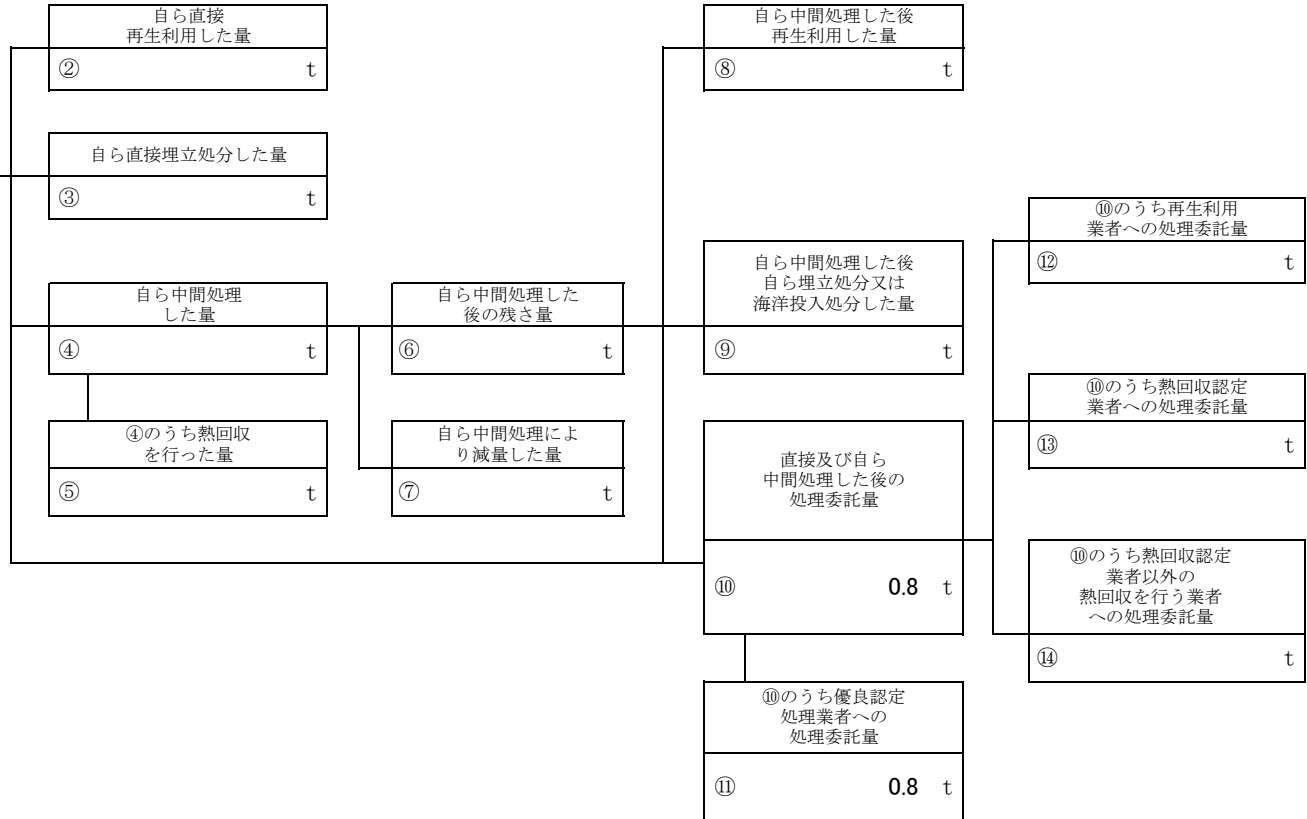 自ら直接
再生利用した量
② t
自ら直接埋立処分した量
③ t
自ら中間処理
した量
④ t
④のうち熱回収
を行った量
⑤ t
自ら中間処理した
後の残さ量
⑥ t
自ら中間処理によ
り減量した量
⑦ t
自ら中間処理した後
再生利用した量
⑧ t
自ら中間処理した後
自ら埋立処分又は
海洋投入処分した量
⑨ t
直接及び自ら
中間処理した後の
処理委託量
⑩ 0.8 t
⑩のうち優良認定
処理業者への
処理委託量
⑪ 0.8 t
⑩のうち再生利用
業者への処理委託量
⑫ t
⑩のうち熱回収認定
業者への処理委託量
⑬ t
⑩のうち熱回収認定
業者以外の
熱回収を行う業者
への処理委託量
⑭ t